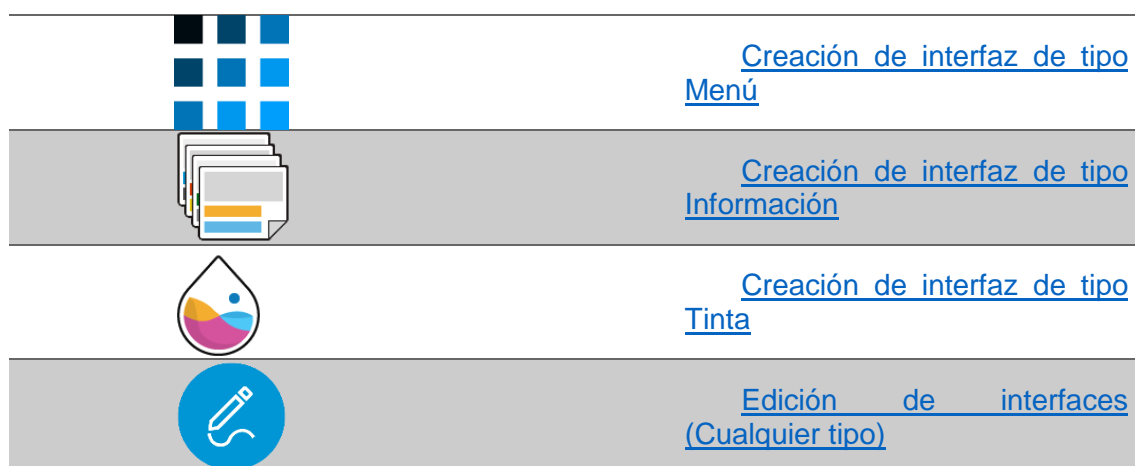 Creación de interfaz de tipo
Menú
Creación de interfaz de tipo
Información
Creación de interfaz de tipo
Tinta
Edición de interfaces
(Cualquier tipo)